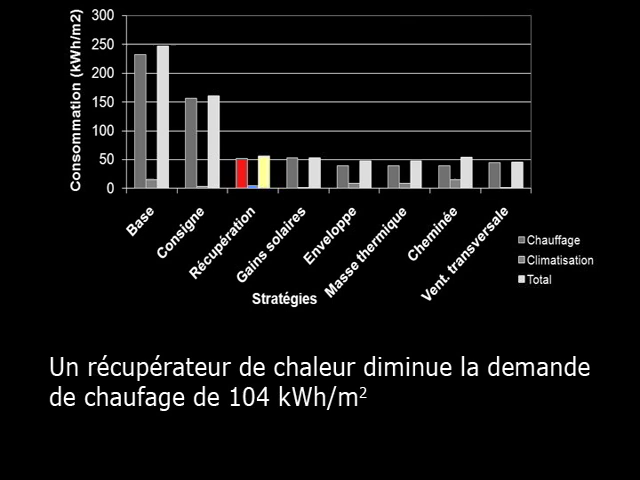 Consommation (kWh/m2)
300
250
200
150
100
50
0
Base
Consigne
Récupération
Gains solaires
Enveloppe
Masse thermique
Cheminée
Vent. transversale
Stratégies
Chauffage
Climatisation
Total
Un récupérateur de chaleur diminue la demande
de chaufage de 104 kWh/m²